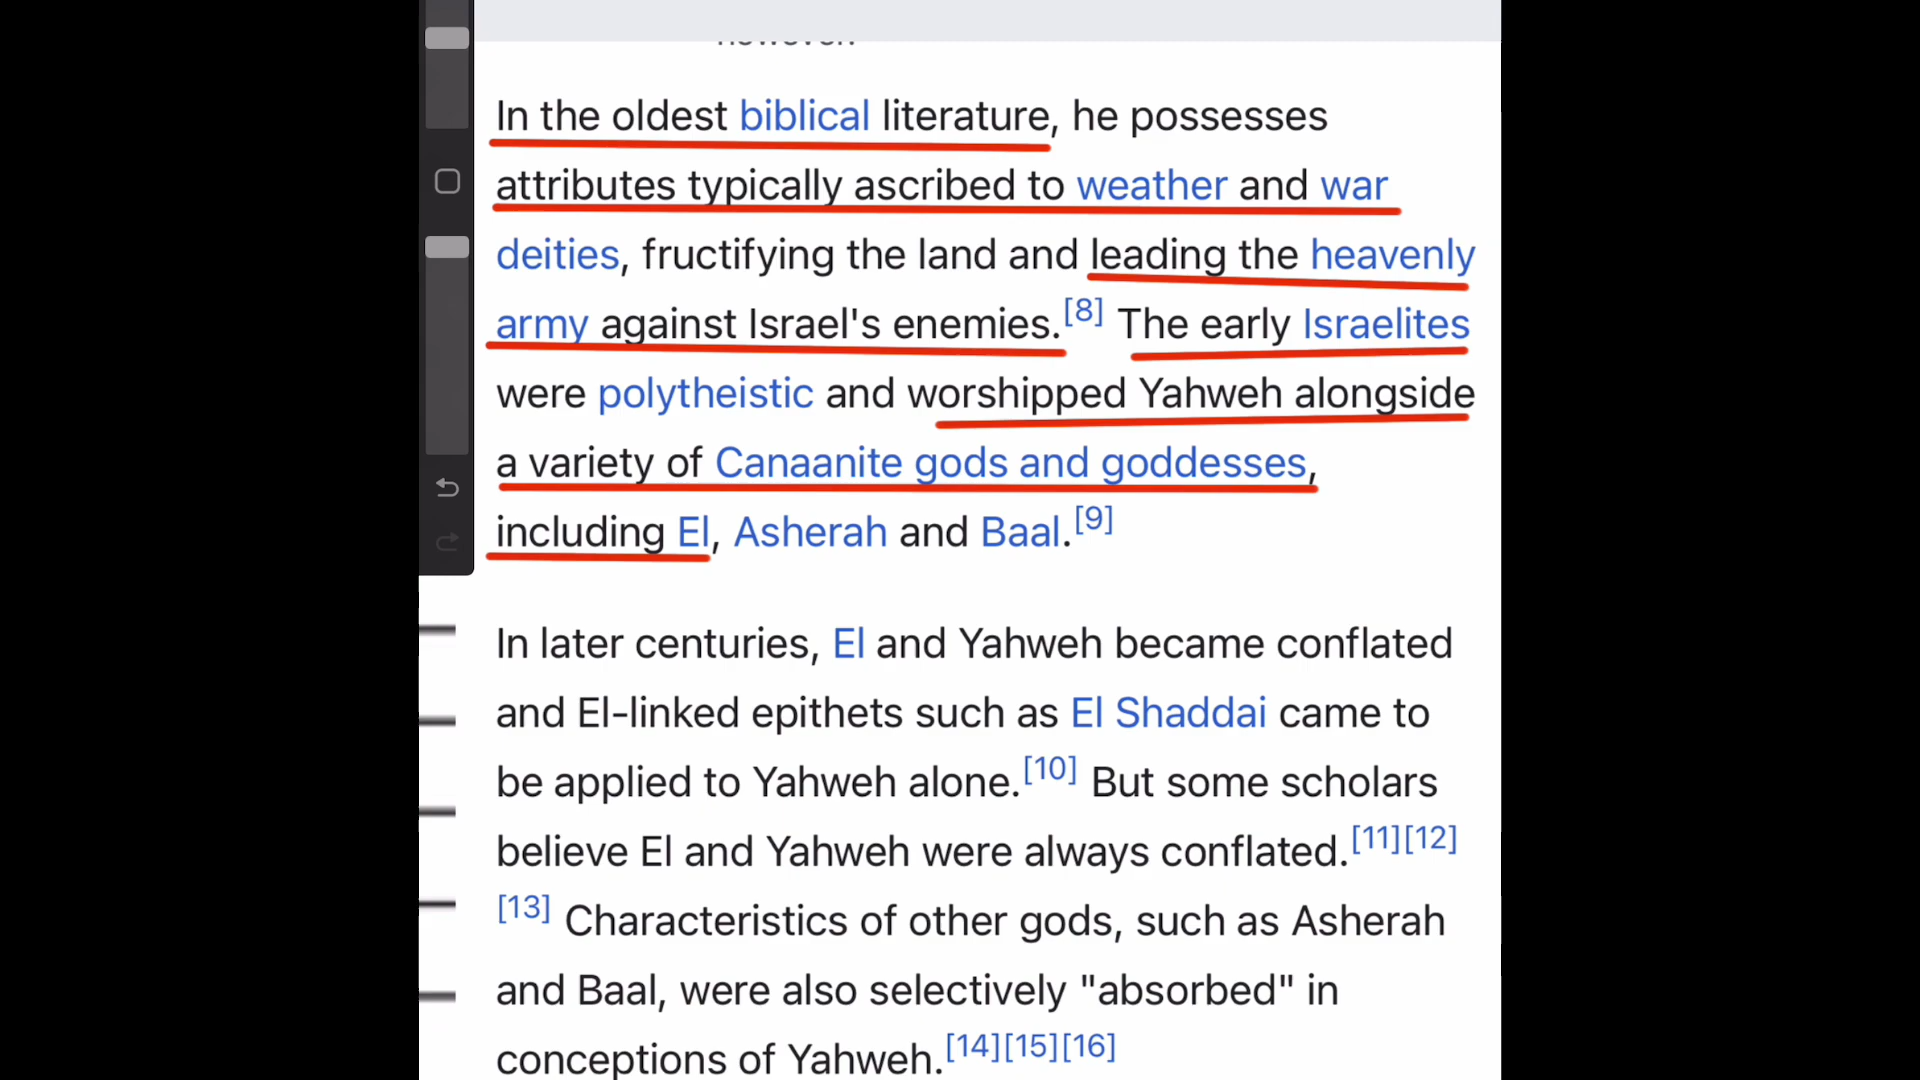 In the oldest biblical literature, he possesses
attributes typically ascribed to weather and war
deities, fructifying the land and leading the heavenly
army against Israel's enemies.[8] The early Israelites
were polytheistic and worshipped Yahweh alongside
a variety of Canaanite gods and goddesses,
including El, Asherah and Baal.[9]
In later centuries, El and Yahweh became conflated
and El-linked epithets such as El Shaddai came to
be applied to Yahweh alone.[10] But some scholars
believe El and Yahweh were always conflated.[11][12]
[13] Characteristics of other gods, such as Asherah
and Baal, were also selectively "absorbed" in
conceptions of Yahweh.[14][15][16]